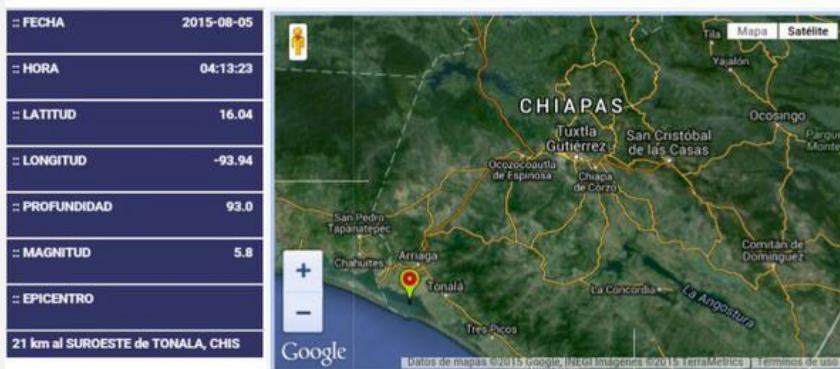 :: FECHA 2015-08-05
:: HORA 04:13:23
:: LATITUD 16.04
:: LONGITUD -93.94
:: PROFUNDIDAD 93.0
:: MAGNITUD 5.8
:: EPICENTRO
21 km al SUROESTE de TONALA, CHIS
Mapa Satélite
Tila
Yajalón
CHIAPAS
Ocosingo
Tuxtla
Gutiérrez
San Cristóbal
de las Casas
Parque
Monte
Ocozocoautla
de Espinosa
Chiapa
de Corzo
San Pedro
Tapanatepec
Comitán de
Domínguez
Chahuites
Arriaga
Tonalá
La Concordia
La Angostura
Tres Picos
+
−
Google
Datos de mapas ©2015 Google, INEGI Imágenes ©2015 TerraMetrics
Términos de uso